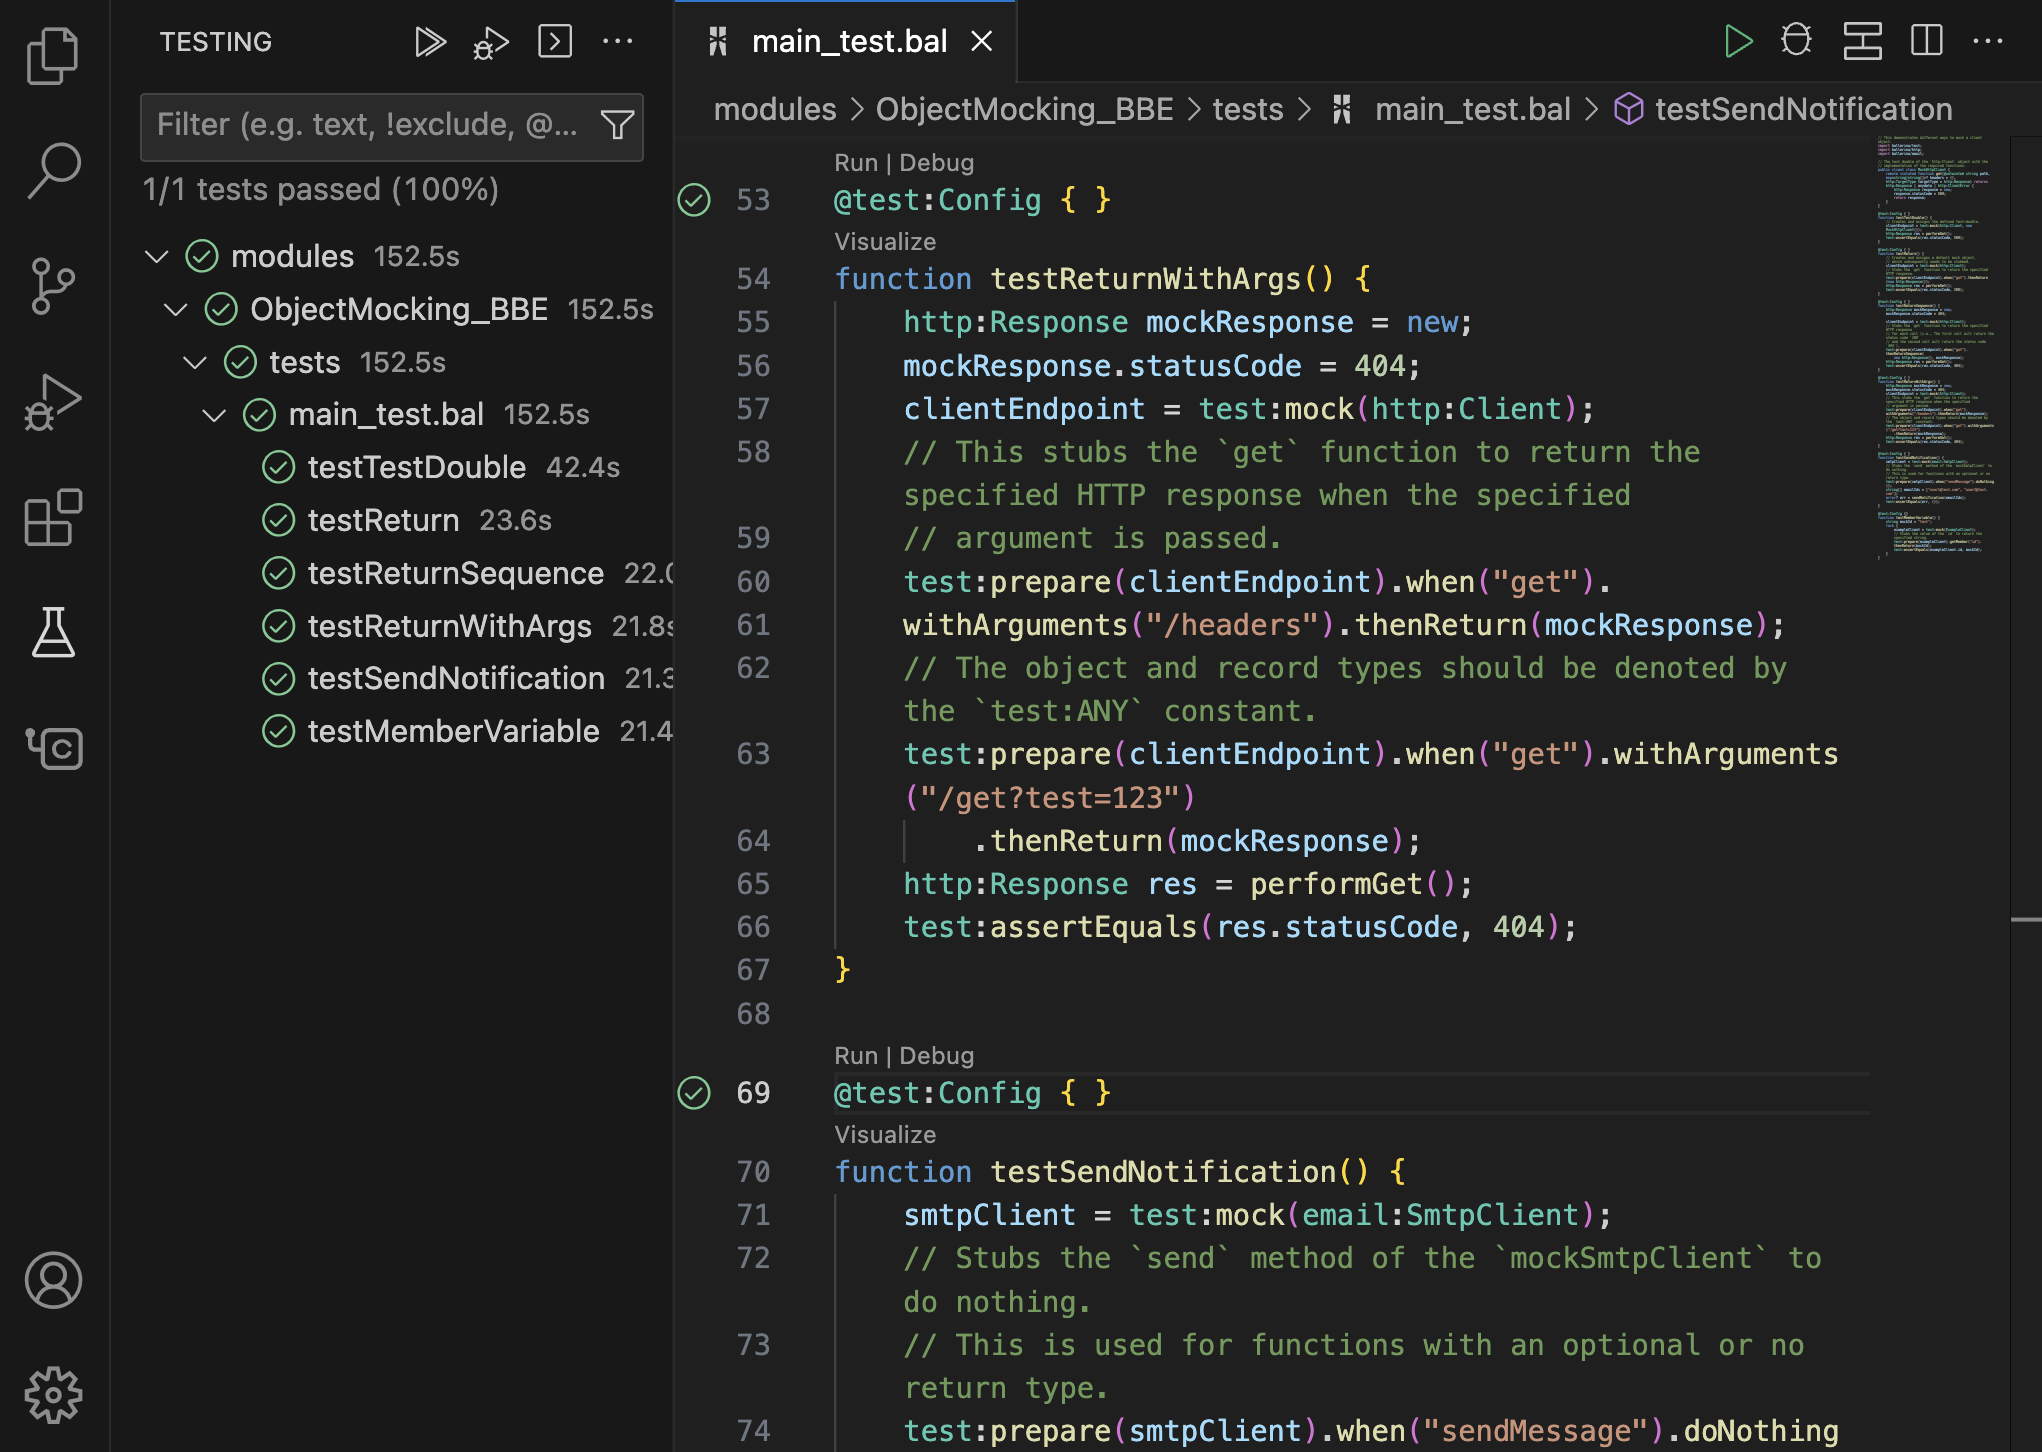 TESTING
Filter (e.g. text, !exclude, @...
1/1 tests passed (100%)
modules 152.5s
ObjectMocking_BBE 152.5s
tests 152.5s
main_test.bal 152.5s
testTestDouble 42.4s
testReturn 23.6s
testReturnSequence 22.0
testReturnWithArgs 21.8s
testSendNotification 21.3
testMemberVariable 21.4
main_test.bal
modules > ObjectMocking_BBE > tests > main_test.bal > testSendNotification
Run | Debug
53 @test:Config { }
Visualize
54 function testReturnWithArgs() {
55 http:Response mockResponse = new;
56 mockResponse.statusCode = 404;
57 clientEndpoint = test:mock(http:Client);
58 // This stubs the `get` function to return the
specified HTTP response when the specified
59 // argument is passed.
60 test:prepare(clientEndpoint).when("get").
61 withArguments("/headers").thenReturn(mockResponse);
62 // The object and record types should be denoted by
the `test:ANY` constant.
63 test:prepare(clientEndpoint).when("get").withArguments
("/get?test=123")
64 .thenReturn(mockResponse);
65 http:Response res = performGet();
66 test:assertEquals(res.statusCode, 404);
67 }
68
Run | Debug
69 @test:Config { }
Visualize
70 function testSendNotification() {
71 smtpClient = test:mock(email:SmtpClient);
72 // Stubs the `send` method of the `mockSmtpClient` to
do nothing.
73 // This is used for functions with an optional or no
return type.
74 test:prepare(smtpClient).when("sendMessage").doNothing